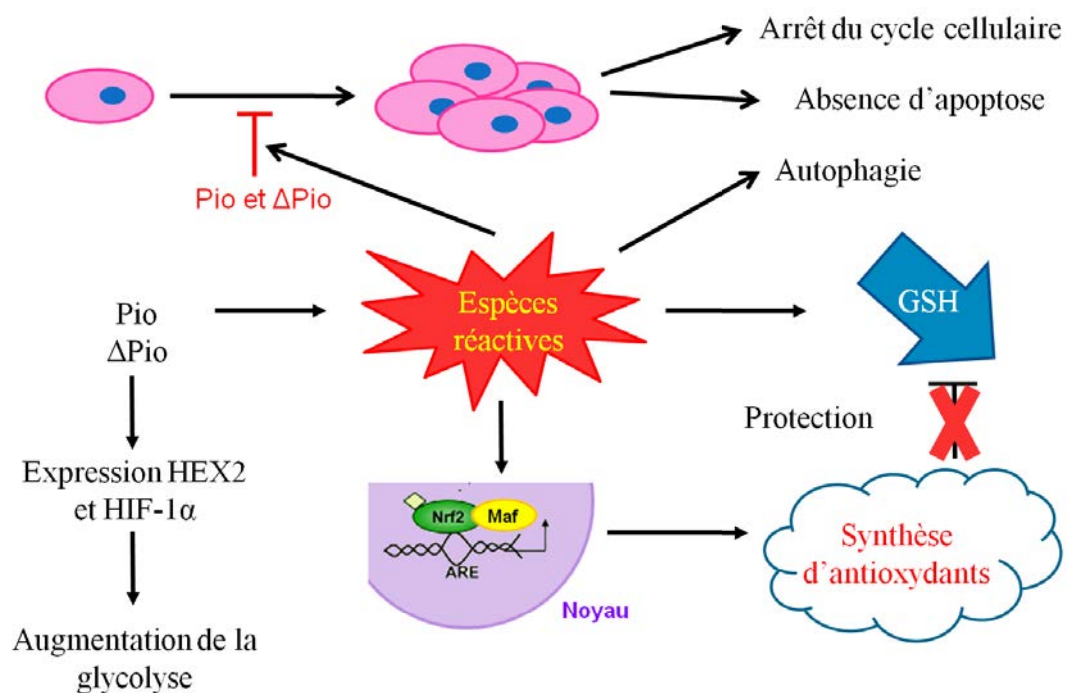 Arrêt du cycle cellulaire
Absence d'apoptose
Autophagie
Pio et ΔPio
Espèces
réactives
GSH
Pio
ΔPio
Protection
Expression HEX2
et HIF-1α
Nrf2
Maf
ARE
Noyau
Synthèse
d'antioxydants
Augmentation de la
glycolyse